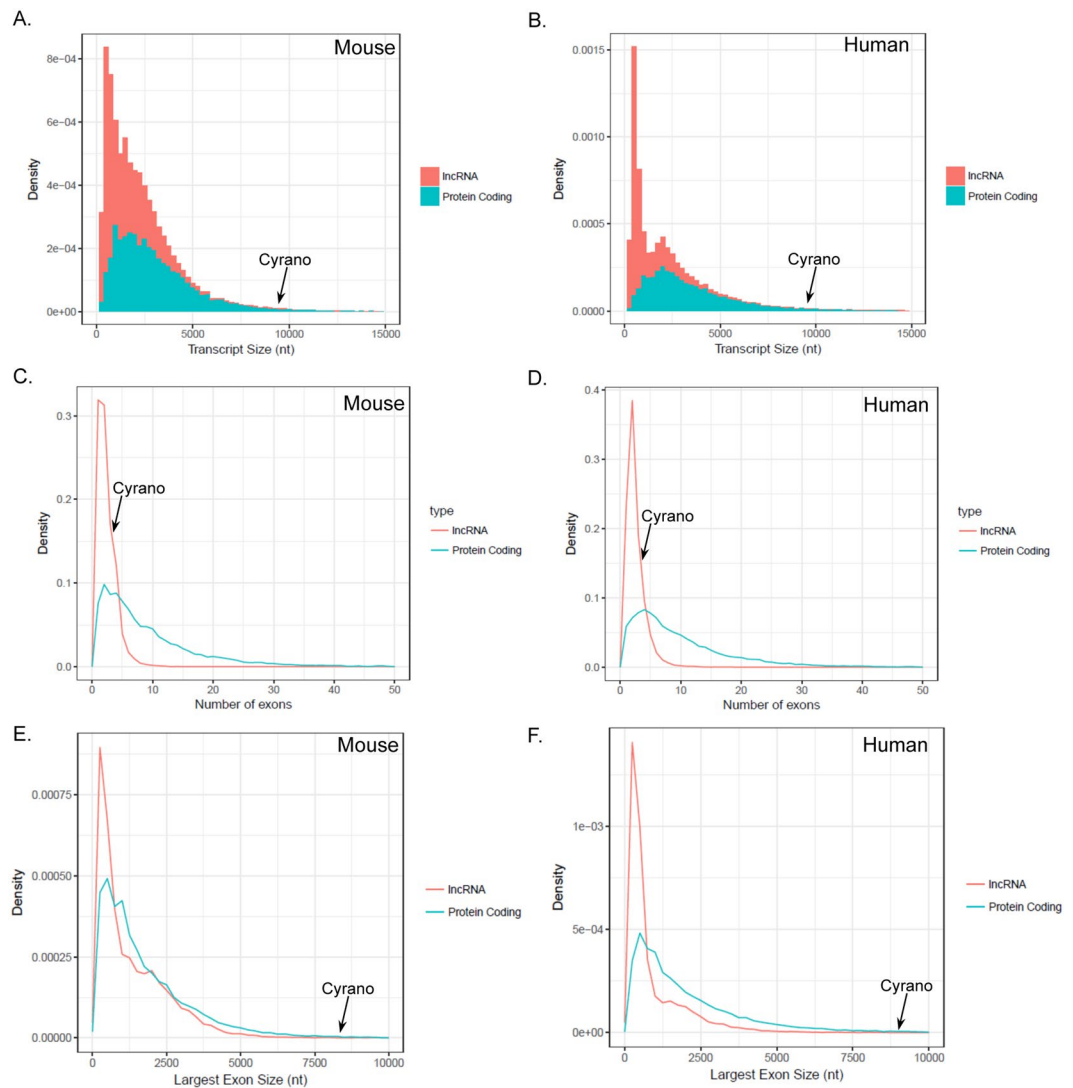 A.
Mouse
8e−04
6e−04
4e−04
2e−04
0e+00
Density
Cyrano
0
5000
10000
15000
Transcript Size (nt)
lncRNA
Protein Coding
B.
Human
0.0015
0.0010
0.0005
0.0000
Density
Cyrano
0
5000
10000
15000
Transcript Size (nt)
lncRNA
Protein Coding
C.
Mouse
0.3
0.2
0.1
0.0
Density
Cyrano
0
10
20
30
40
50
Number of exons
type
lncRNA
Protein Coding
D.
Human
0.4
0.3
0.2
0.1
0.0
Density
Cyrano
0
10
20
30
40
50
Number of exons
type
lncRNA
Protein Coding
E.
Mouse
0.00075
0.00050
0.00025
0.00000
Density
Cyrano
0
2500
5000
7500
10000
Largest Exon Size (nt)
lncRNA
Protein Coding
F.
Human
1e−03
5e−04
0e+00
Density
Cyrano
0
2500
5000
7500
10000
Largest Exon Size (nt)
lncRNA
Protein Coding